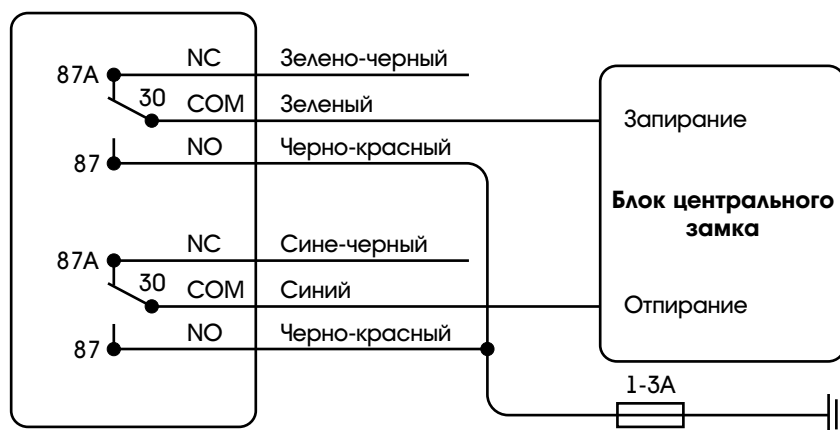 87A NC Зелено-черный
30 COM Зеленый
87 NO Черно-красный
87A NC Сине-черный
30 COM Синий
87 NO Черно-красный
Запирание
Блок центрального
замка
Отпирание
1-3А